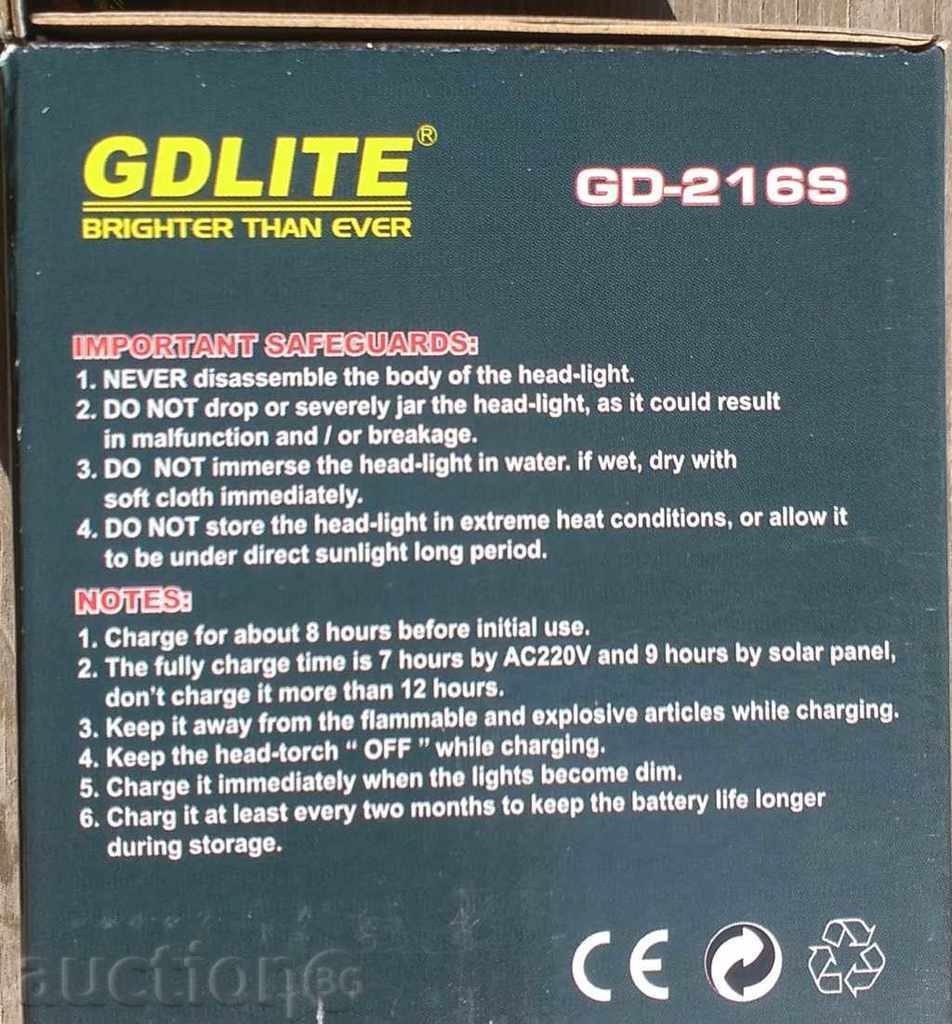 GDLITE®
BRIGHTER THAN EVER
GD-216S
IMPORTANT SAFEGUARDS:
1. NEVER disassemble the body of the head-light.
2. DO NOT drop or severely jar the head-light, as it could result
in malfunction and / or breakage.
3. DO NOT immerse the head-light in water. if wet, dry with
soft cloth immediately.
4. DO NOT store the head-light in extreme heat conditions, or allow it
to be under direct sunlight long period.
NOTES:
1. Charge for about 8 hours before initial use.
2. The fully charge time is 7 hours by AC220V and 9 hours by solar panel,
don't charge it more than 12 hours.
3. Keep it away from the flammable and explosive articles while charging.
4. Keep the head-torch “ OFF ” while charging.
5. Charge it immediately when the lights become dim.
6. Charg it at least every two months to keep the battery life longer
during storage.
CE
auction BG